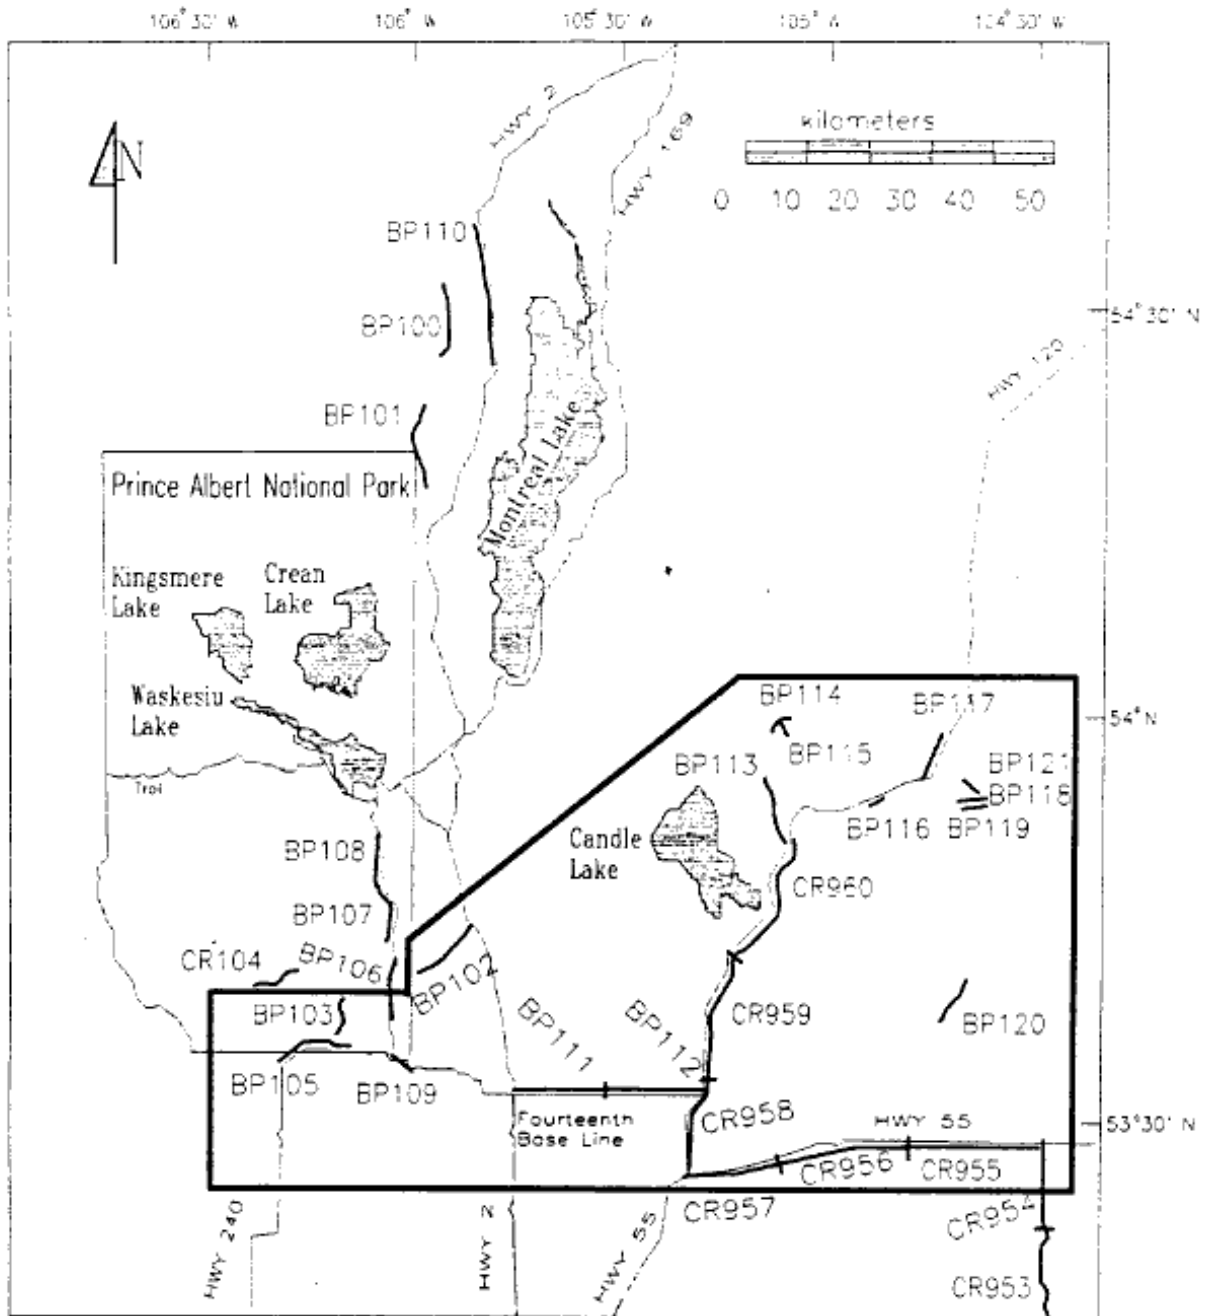 106° 30' W
106° W
105° 30' W
105° W
104° 30' W
HWY 2
HWY 169
kilometers
N
0 10 20 30 40 50
BP110
BP100
54° 30' N
HWY 120
BP101
Montreal Lake
Prince Albert National Park
Kingsmere
Lake
Crean
Lake
Waskesiu
Lake
Trail
BP114
BP117
54° N
BP115
BP113
BP121
BP118
BP116
BP119
Candle
Lake
BP108
CR960
BP107
CR104
BP106
BP102
BP103
CR959
BP120
BP111
BP112
BP105
BP109
Fourteenth
Base Line
CR958
HWY 55
53° 30' N
CR956
CR955
CR957
CR954
HWY 240
HWY 2
HWY 55
CR953